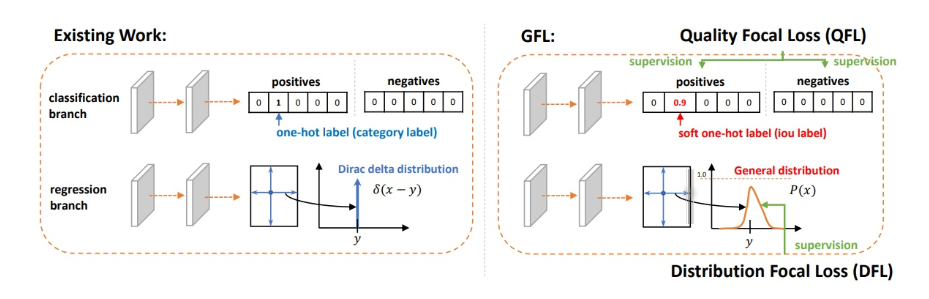 Existing Work:
classification
branch
positives
negatives
0 1 0 0 0
0 0 0 0 0
one-hot label (category label)
regression
branch
Dirac delta distribution
δ(x − y)
y
GFL:
Quality Focal Loss (QFL)
supervision
supervision
positives
negatives
0 0.9 0 0 0
0 0 0 0 0
soft one-hot label (iou label)
General distribution
1.0
P(x)
y
supervision
Distribution Focal Loss (DFL)